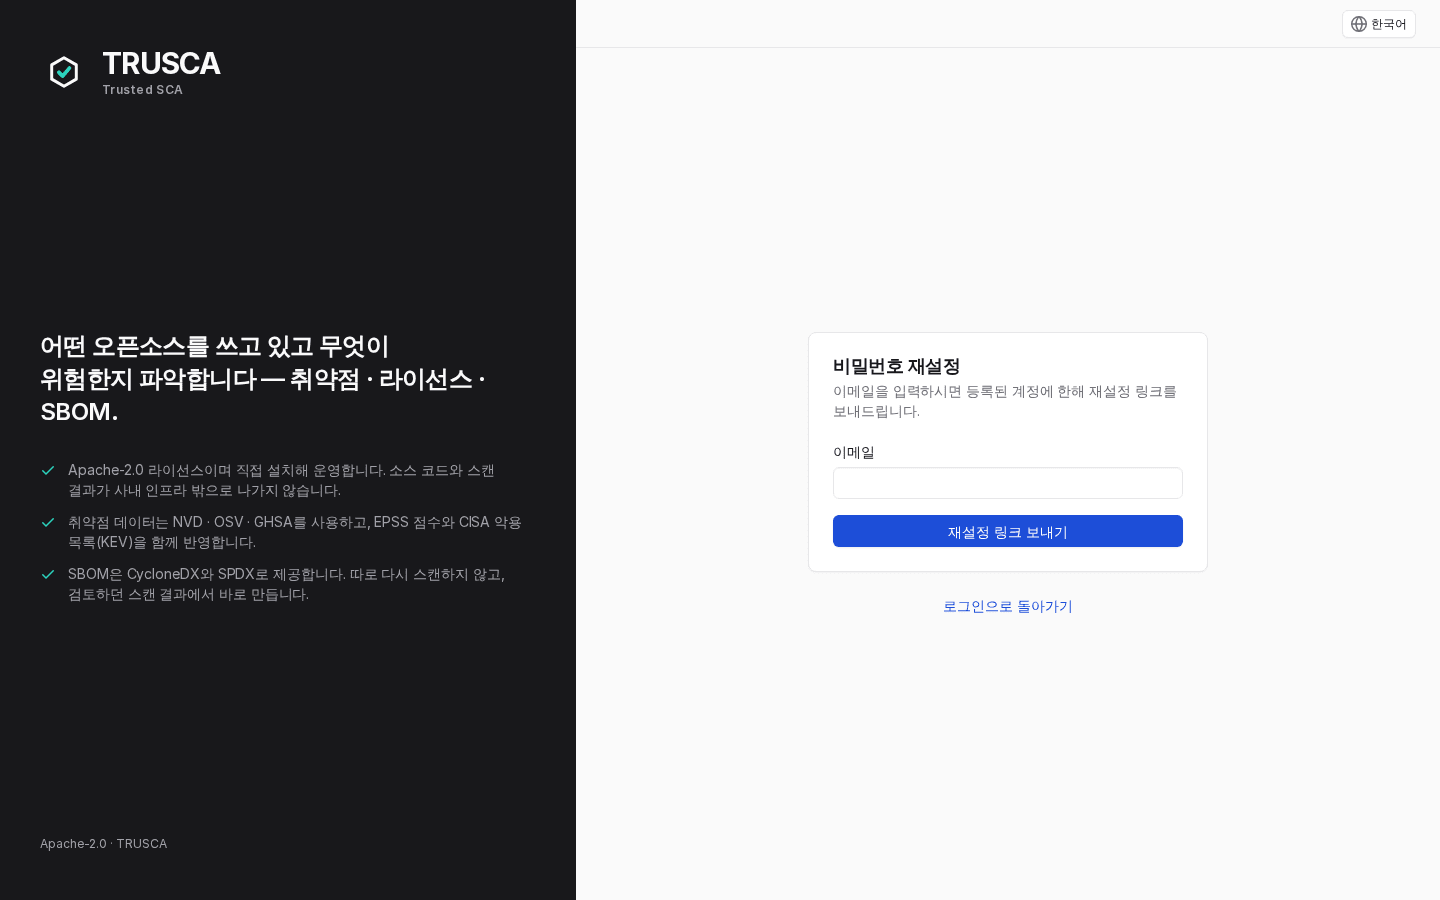 TRUSCA
Trusted SCA
한국어
어떤 오픈소스를 쓰고 있고 무엇이
위험한지 파악합니다 — 취약점 · 라이선스 ·
SBOM.
Apache-2.0 라이선스이며 직접 설치해 운영합니다. 소스 코드와 스캔
결과가 사내 인프라 밖으로 나가지 않습니다.
취약점 데이터는 NVD · OSV · GHSA를 사용하고, EPSS 점수와 CISA 악용
목록(KEV)을 함께 반영합니다.
SBOM은 CycloneDX와 SPDX로 제공합니다. 따로 다시 스캔하지 않고,
검토하던 스캔 결과에서 바로 만듭니다.
Apache-2.0 · TRUSCA
비밀번호 재설정
이메일을 입력하시면 등록된 계정에 한해 재설정 링크를
보내드립니다.
이메일
재설정 링크 보내기
로그인으로 돌아가기